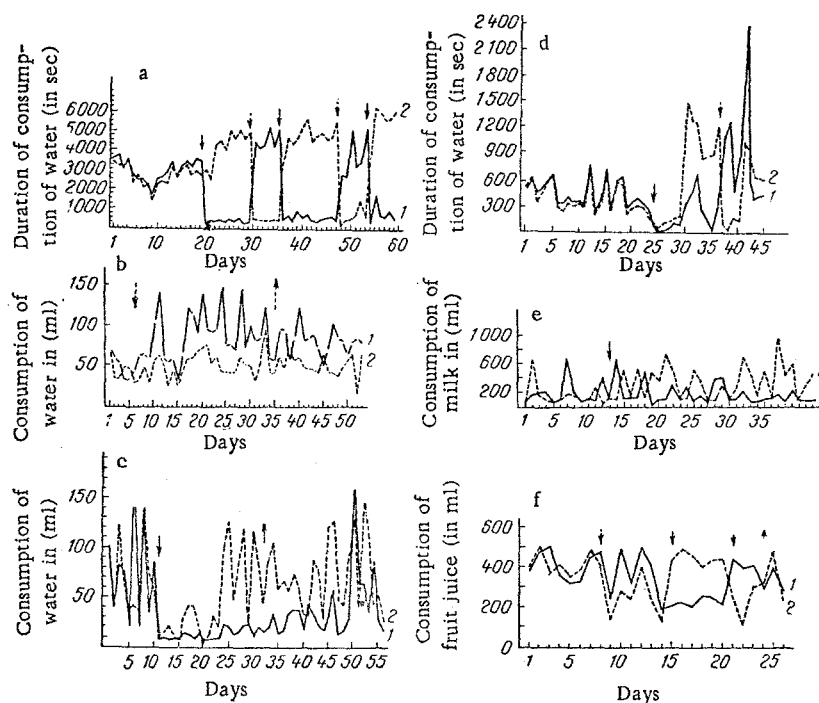 a
Duration of consump-
tion of water (in sec)
6000
5000
4000
3000
2000
1000
2
1
1 10 20 30 40 50 60
Days
b
Consumption of
water in (ml)
150
100
50
1
2
1 5 10 15 20 25 30 35 40 45 50
Days
c
Consumption of
water in (ml)
150
100
50
2
1
5 10 15 20 25 30 35 40 45 50 55
Days
d
Duration of consump-
tion of water (in sec)
2400
2100
1800
1500
1200
900
600
300
2
1
1 5 10 15 20 25 30 35 40 45
Days
e
Consumption of
milk in (ml)
1000
600
200
1 5 10 15 20 25 30 35
Days
f
Consumption of
fruit juice (in ml)
600
400
200
0
1
2
1 5 10 15 20 25
Days